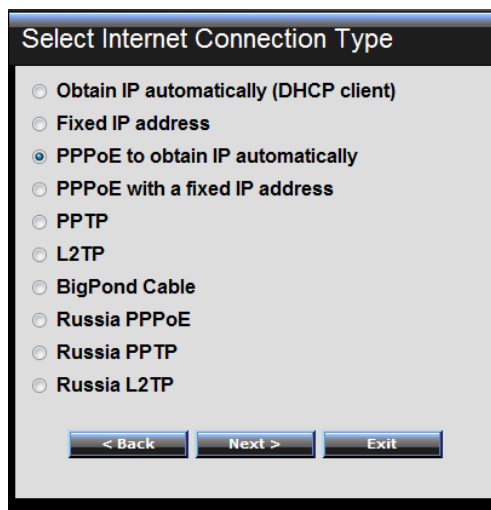 Select Internet Connection Type
Obtain IP automatically (DHCP client)
Fixed IP address
PPPoE to obtain IP automatically
PPPoE with a fixed IP address
PPTP
L2TP
BigPond Cable
Russia PPPoE
Russia PPTP
Russia L2TP
< Back Next > Exit